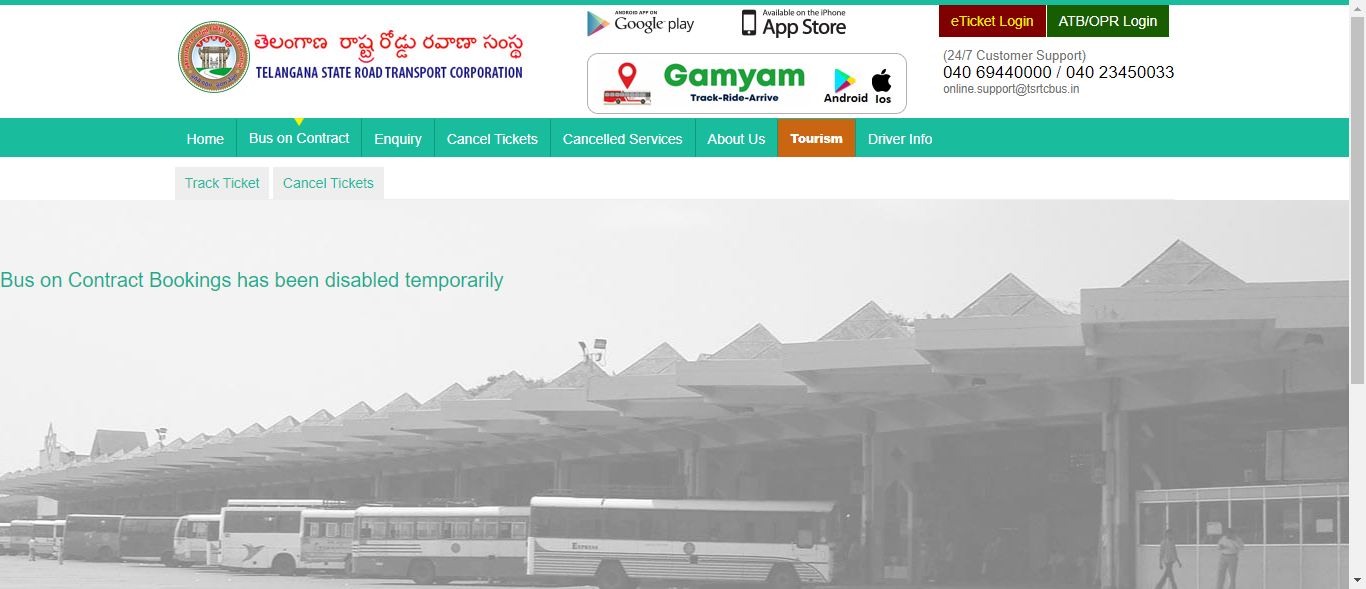 తెలంగాణ రాష్ట్ర రోడ్డు రవాణా సంస్థ
TELANGANA STATE ROAD TRANSPORT CORPORATION
ANDROID APP ON
Google play
Available on the iPhone
App Store
Gamyam
Track-Ride-Arrive
Android Ios
eTicket Login ATB/OPR Login
(24/7 Customer Support)
040 69440000 / 040 23450033
online.support@tsrtcbus.in
Home Bus on Contract Enquiry Cancel Tickets Cancelled Services About Us Tourism Driver Info
Track Ticket Cancel Tickets
Bus on Contract Bookings has been disabled temporarily
EXPRESS